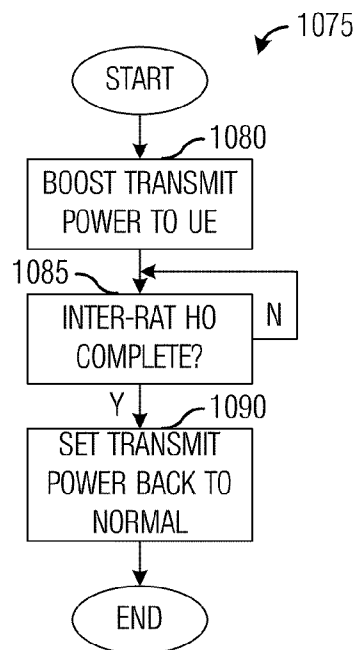 1075
START
1080
BOOST TRANSMIT
POWER TO UE
1085
INTER-RAT HO
COMPLETE?
N
Y
1090
SET TRANSMIT
POWER BACK TO
NORMAL
END